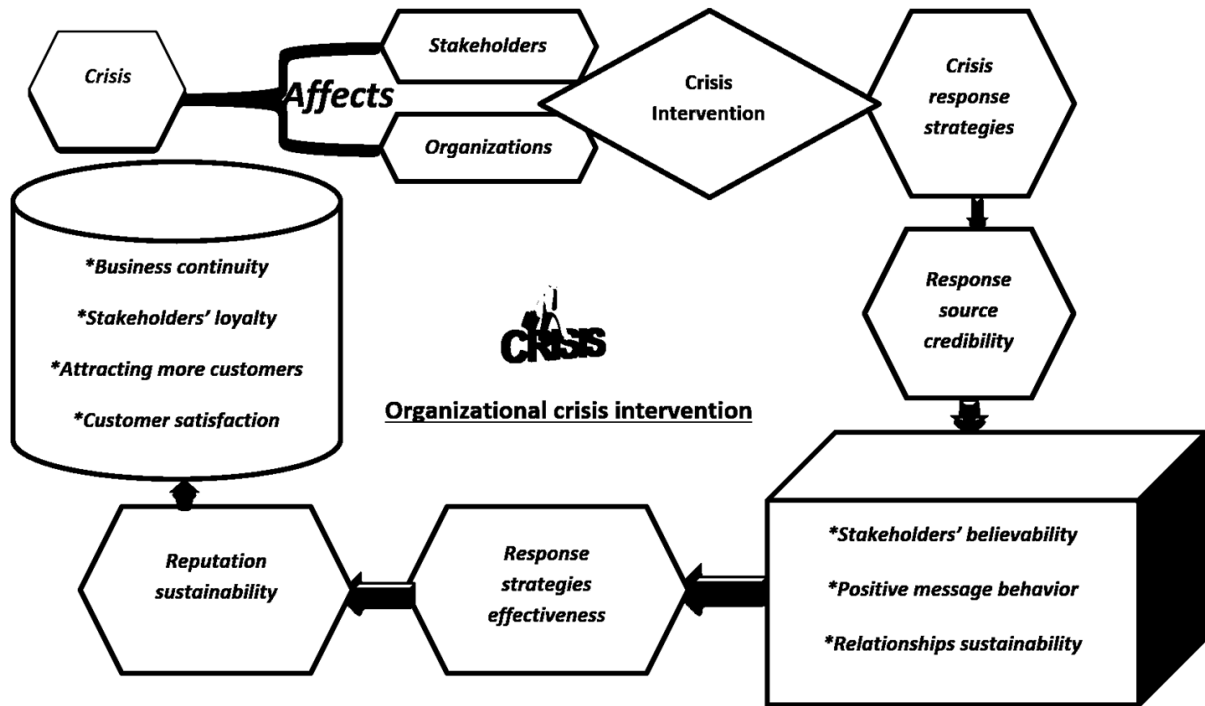 Crisis
Affects
Stakeholders
Organizations
Crisis
Intervention
Crisis
response
strategies
Response
source
credibility
*Stakeholders' believability
*Positive message behavior
*Relationships sustainability
Response
strategies
effectiveness
Reputation
sustainability
*Business continuity
*Stakeholders' loyalty
*Attracting more customers
*Customer satisfaction
CRISIS
Organizational crisis intervention